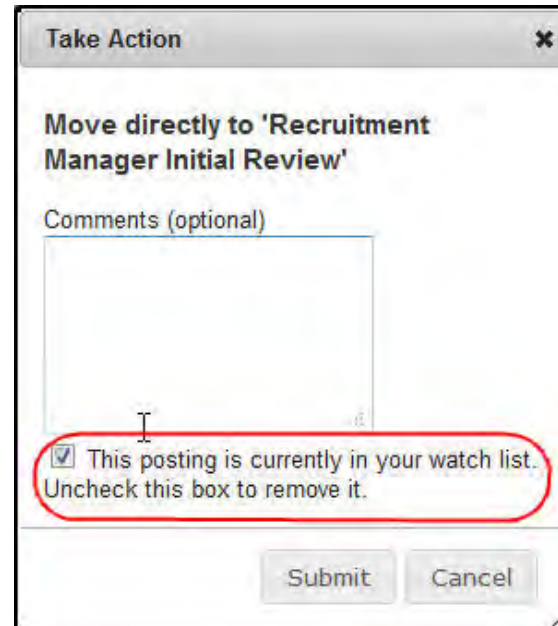 Take Action
Move directly to 'Recruitment
Manager Initial Review'
Comments (optional)
This posting is currently in your watch list.
Uncheck this box to remove it.
Submit
Cancel